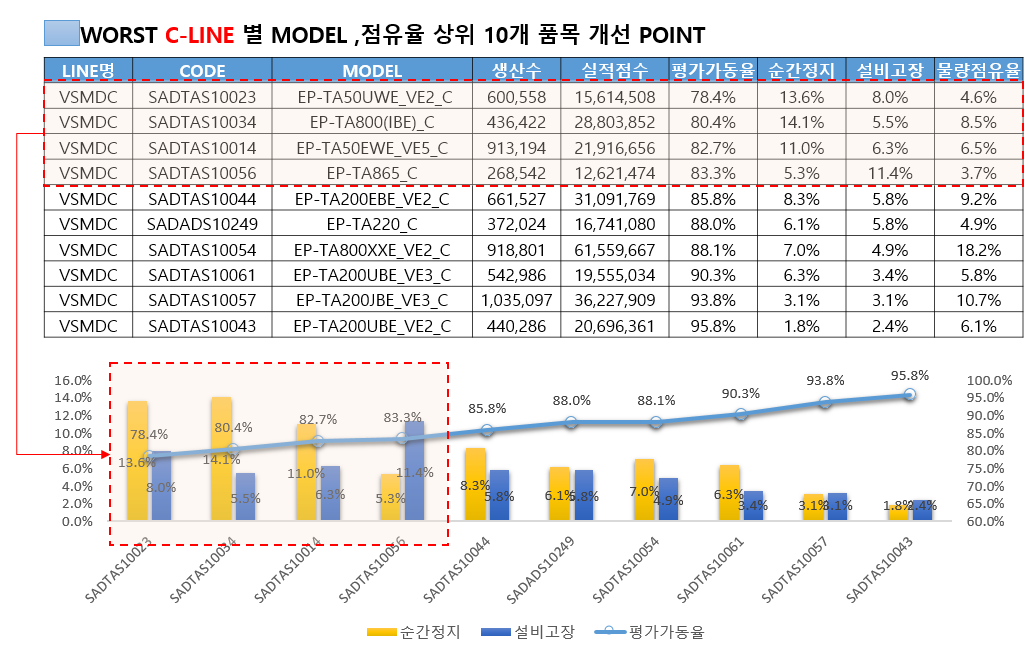 WORST C-LINE 별 MODEL ,점유율 상위 10개 품목 개선 POINT
LINE명 CODE MODEL 생산수 실적점수 평가가동율 순간정지 설비고장 물량점유율
VSMDC SADTAS10023 EP-TA50UWE_VE2_C 600,558 15,614,508 78.4% 13.6% 8.0% 4.6%
VSMDC SADTAS10034 EP-TA800(IBE)_C 436,422 28,803,852 80.4% 14.1% 5.5% 8.5%
VSMDC SADTAS10014 EP-TA50EWE_VE5_C 913,194 21,916,656 82.7% 11.0% 6.3% 6.5%
VSMDC SADTAS10056 EP-TA865_C 268,542 12,621,474 83.3% 5.3% 11.4% 3.7%
VSMDC SADTAS10044 EP-TA200EBE_VE2_C 661,527 31,091,769 85.8% 8.3% 5.8% 9.2%
VSMDC SADADS10249 EP-TA220_C 372,024 16,741,080 88.0% 6.1% 5.8% 4.9%
VSMDC SADTAS10054 EP-TA800XXE_VE2_C 918,801 61,559,667 88.1% 7.0% 4.9% 18.2%
VSMDC SADTAS10061 EP-TA200UBE_VE3_C 542,986 19,555,034 90.3% 6.3% 3.4% 5.8%
VSMDC SADTAS10057 EP-TA200JBE_VE3_C 1,035,097 36,227,909 93.8% 3.1% 3.1% 10.7%
VSMDC SADTAS10043 EP-TA200UBE_VE2_C 440,286 20,696,361 95.8% 1.8% 2.4% 6.1%
16.0%
14.0%
12.0%
10.0%
8.0%
6.0%
4.0%
2.0%
0.0%
78.4% 80.4% 82.7% 83.3% 85.8% 88.0% 88.1% 90.3% 93.8% 95.8%
13.6% 14.1% 11.0% 5.3% 8.3% 6.1% 7.0% 6.3% 3.1% 1.8%
8.0% 5.5% 6.3% 11.4% 5.8% 5.8% 4.9% 3.4% 3.1% 2.4%
100.0%
95.0%
90.0%
85.0%
80.0%
75.0%
70.0%
65.0%
60.0%
SADTAS10023 SADTAS10034 SADTAS10014 SADTAS10056 SADTAS10044 SADADS10249 SADTAS10054 SADTAS10061 SADTAS10057 SADTAS10043
순간정지 설비고장 평가가동율